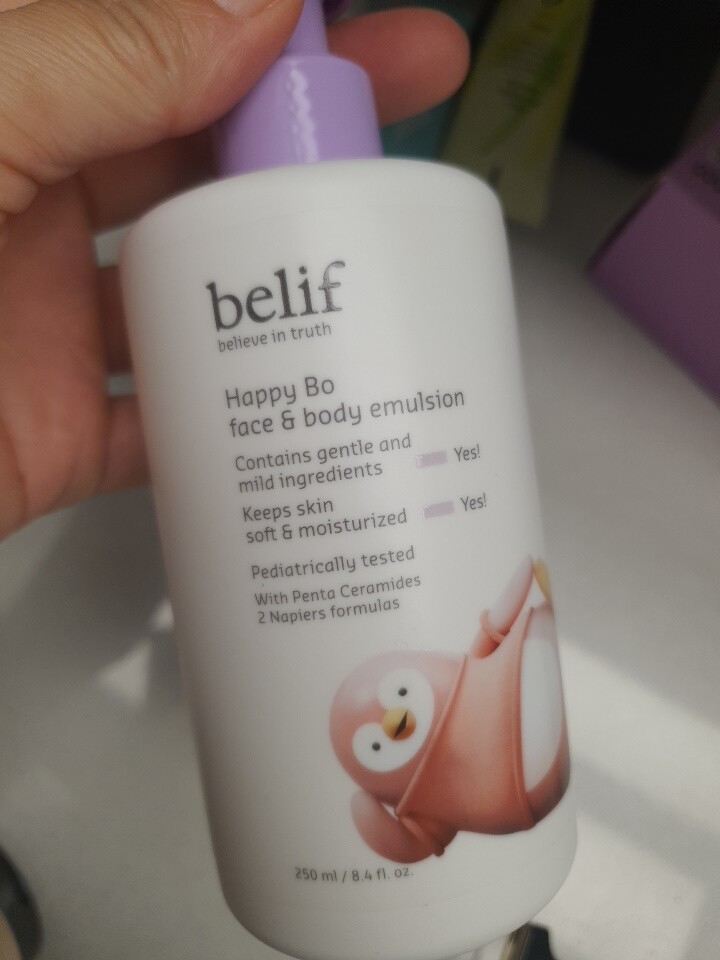 belif
believe in truth
Happy Bo
face & body emulsion
Contains gentle and
mild ingredients Yes!
Keeps skin
soft & moisturized Yes!
Pediatrically tested
With Penta Ceramides
2 Napiers formulas
250 ml / 8.4 fl. oz.